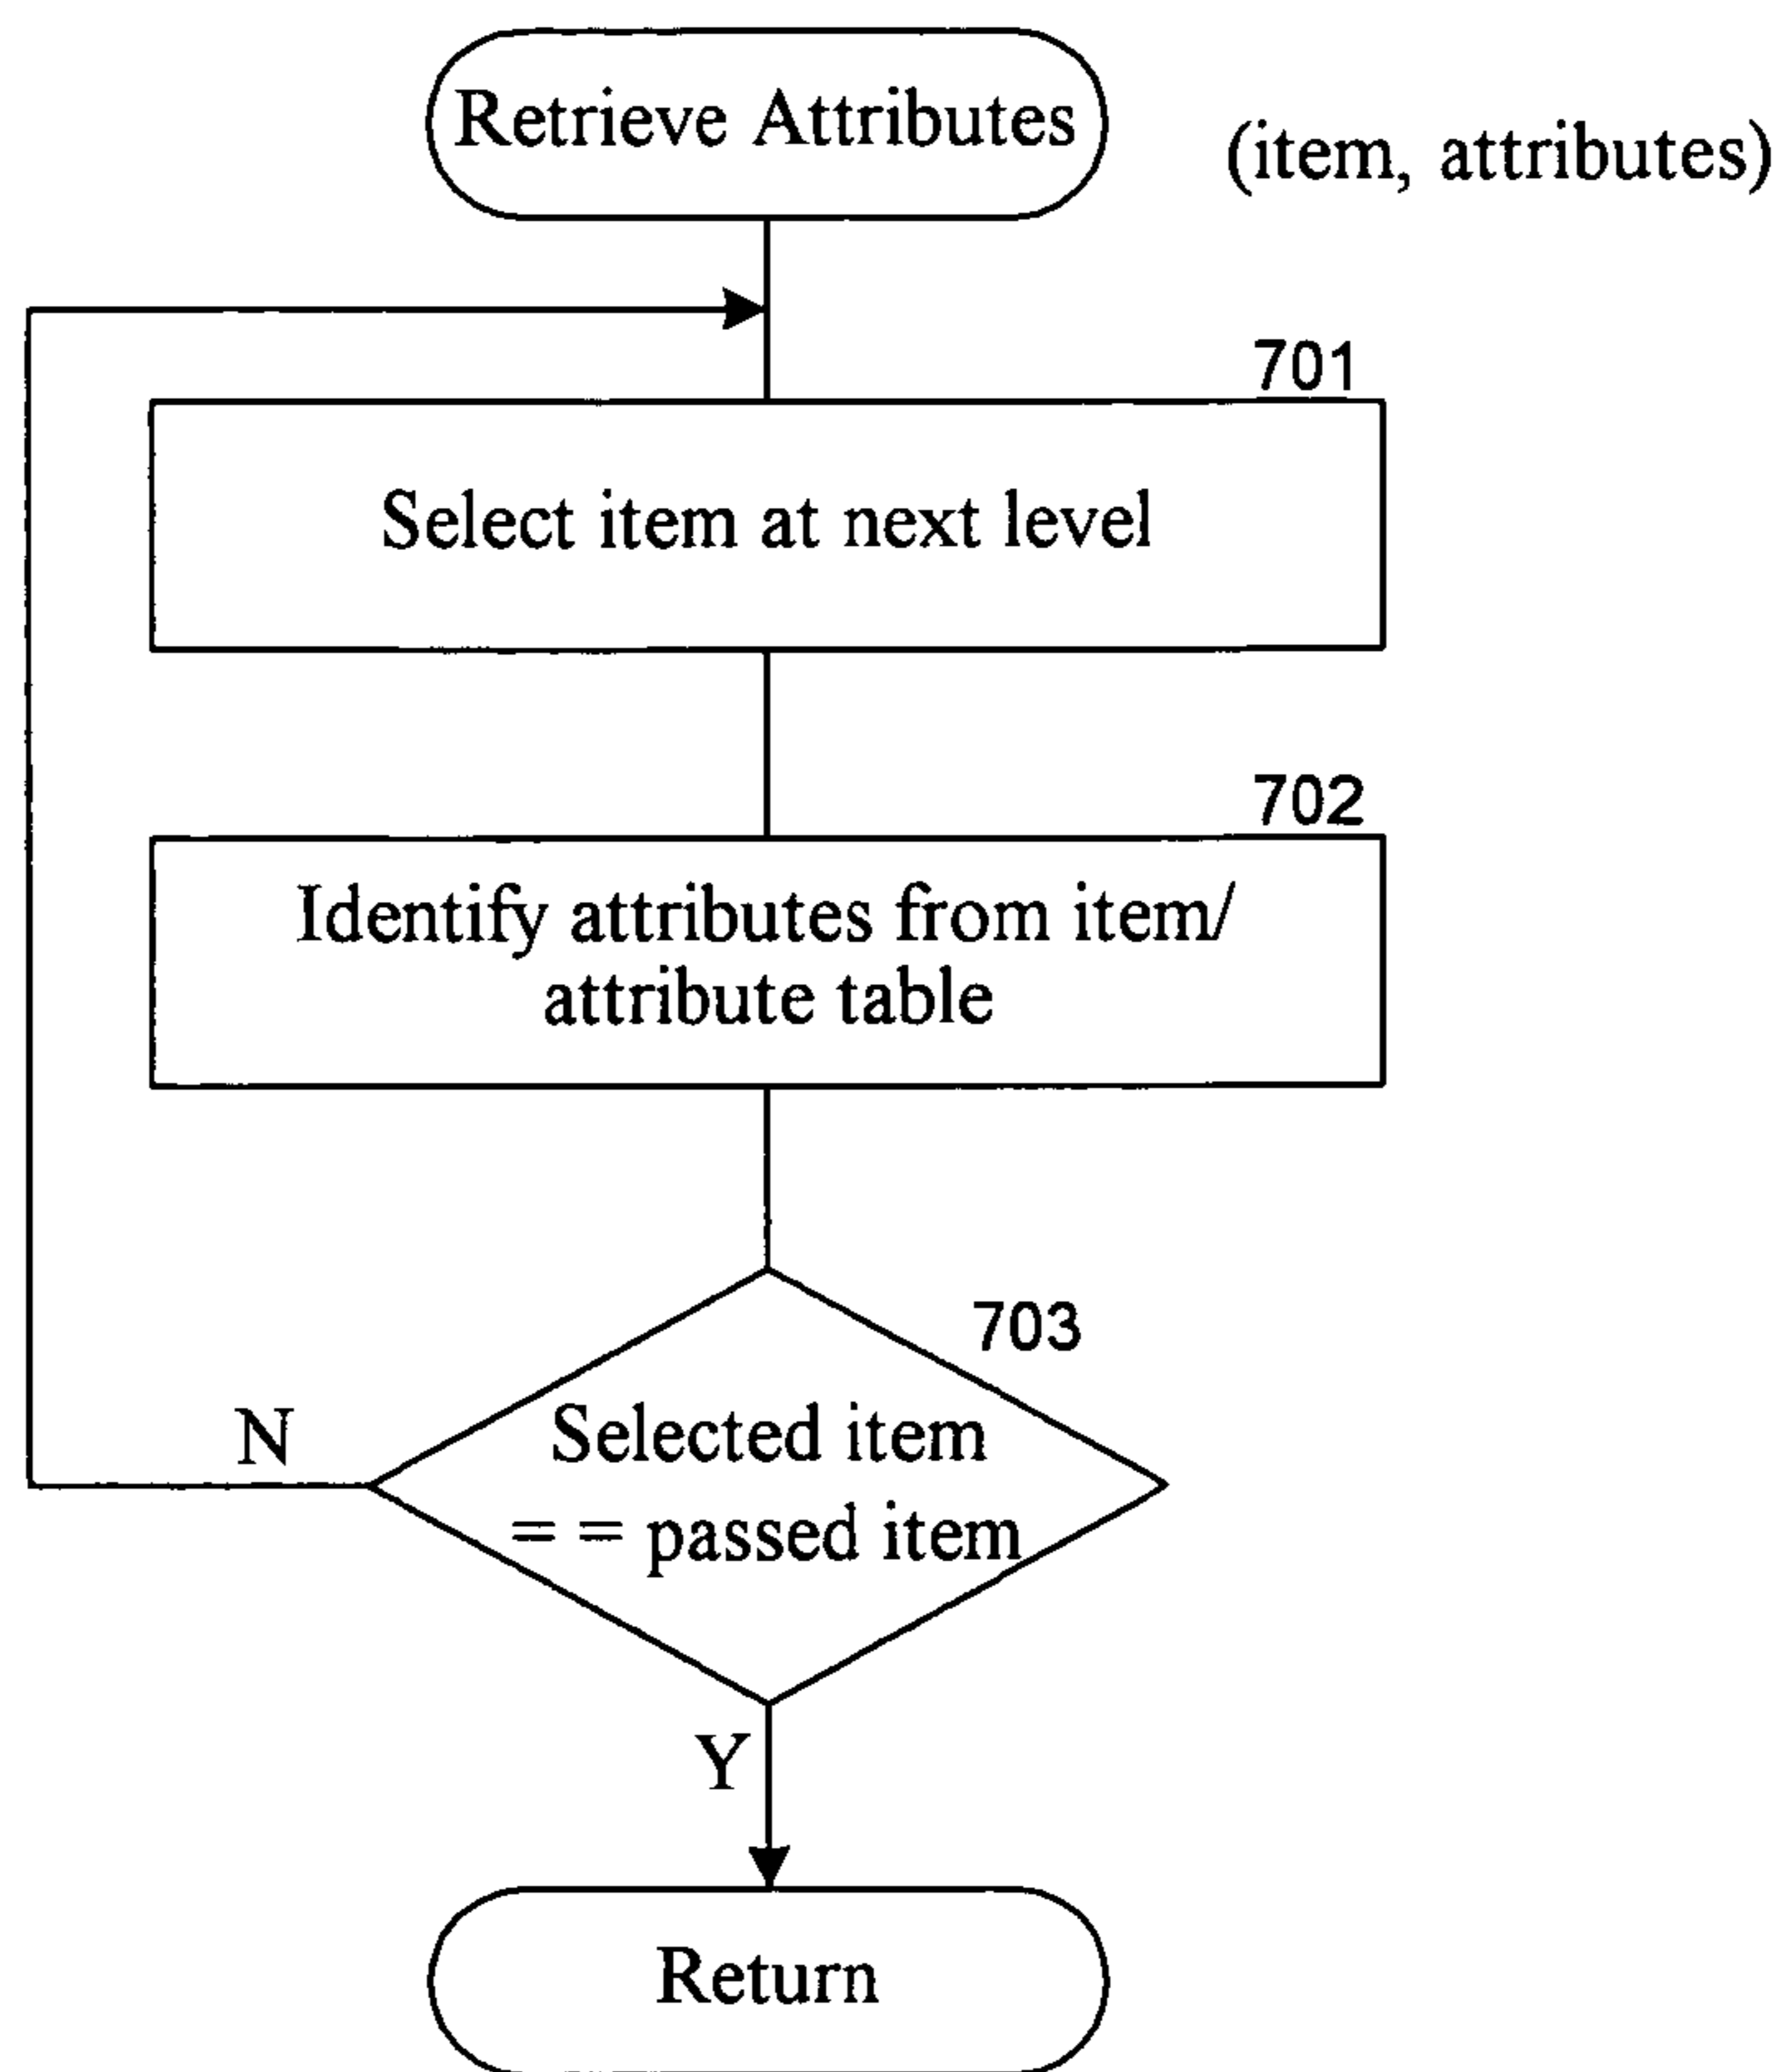 Retrieve Attributes
(item, attributes)
701
Select item at next level
702
Identify attributes from item/
attribute table
703
Selected item
= = passed item
N
Y
Return